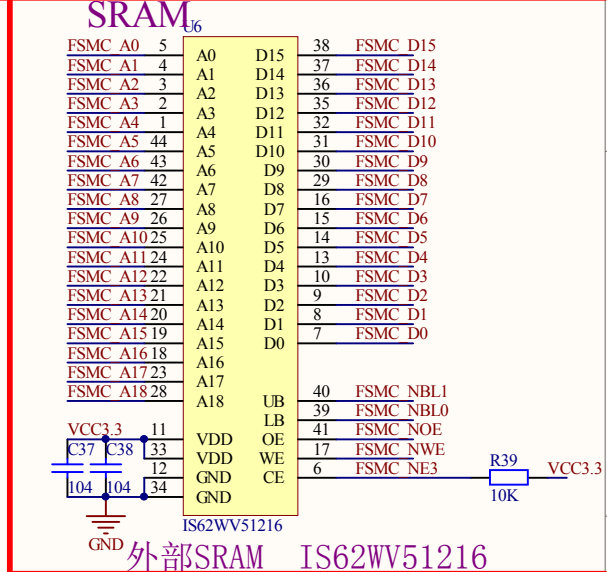 SRAM
U6
FSMC_A0 5 A0 D15 38 FSMC_D15
FSMC_A1 4 A1 D14 37 FSMC_D14
FSMC_A2 3 A2 D13 36 FSMC_D13
FSMC_A3 2 A3 D12 35 FSMC_D12
FSMC_A4 1 A4 D11 32 FSMC_D11
FSMC_A5 44 A5 D10 31 FSMC_D10
FSMC_A6 43 A6 D9 30 FSMC_D9
FSMC_A7 42 A7 D8 29 FSMC_D8
FSMC_A8 27 A8 D7 16 FSMC_D7
FSMC_A9 26 A9 D6 15 FSMC_D6
FSMC_A10 25 A10 D5 14 FSMC_D5
FSMC_A11 24 A11 D4 13 FSMC_D4
FSMC_A12 22 A12 D3 10 FSMC_D3
FSMC_A13 21 A13 D2 9 FSMC_D2
FSMC_A14 20 A14 D1 8 FSMC_D1
FSMC_A15 19 A15 D0 7 FSMC_D0
FSMC_A16 18 A16
FSMC_A17 23 A17
FSMC_A18 28 A18 UB 40 FSMC_NBL1
LB 39 FSMC_NBL0
VCC3.3 11 VDD OE 41 FSMC_NOE
C37 C38 33 VDD WE 17 FSMC_NWE
12 GND CE 6 FSMC_NE3 R39 VCC3.3
104 104 34 GND 10K
IS62WV51216
GND
外部SRAM IS62WV51216